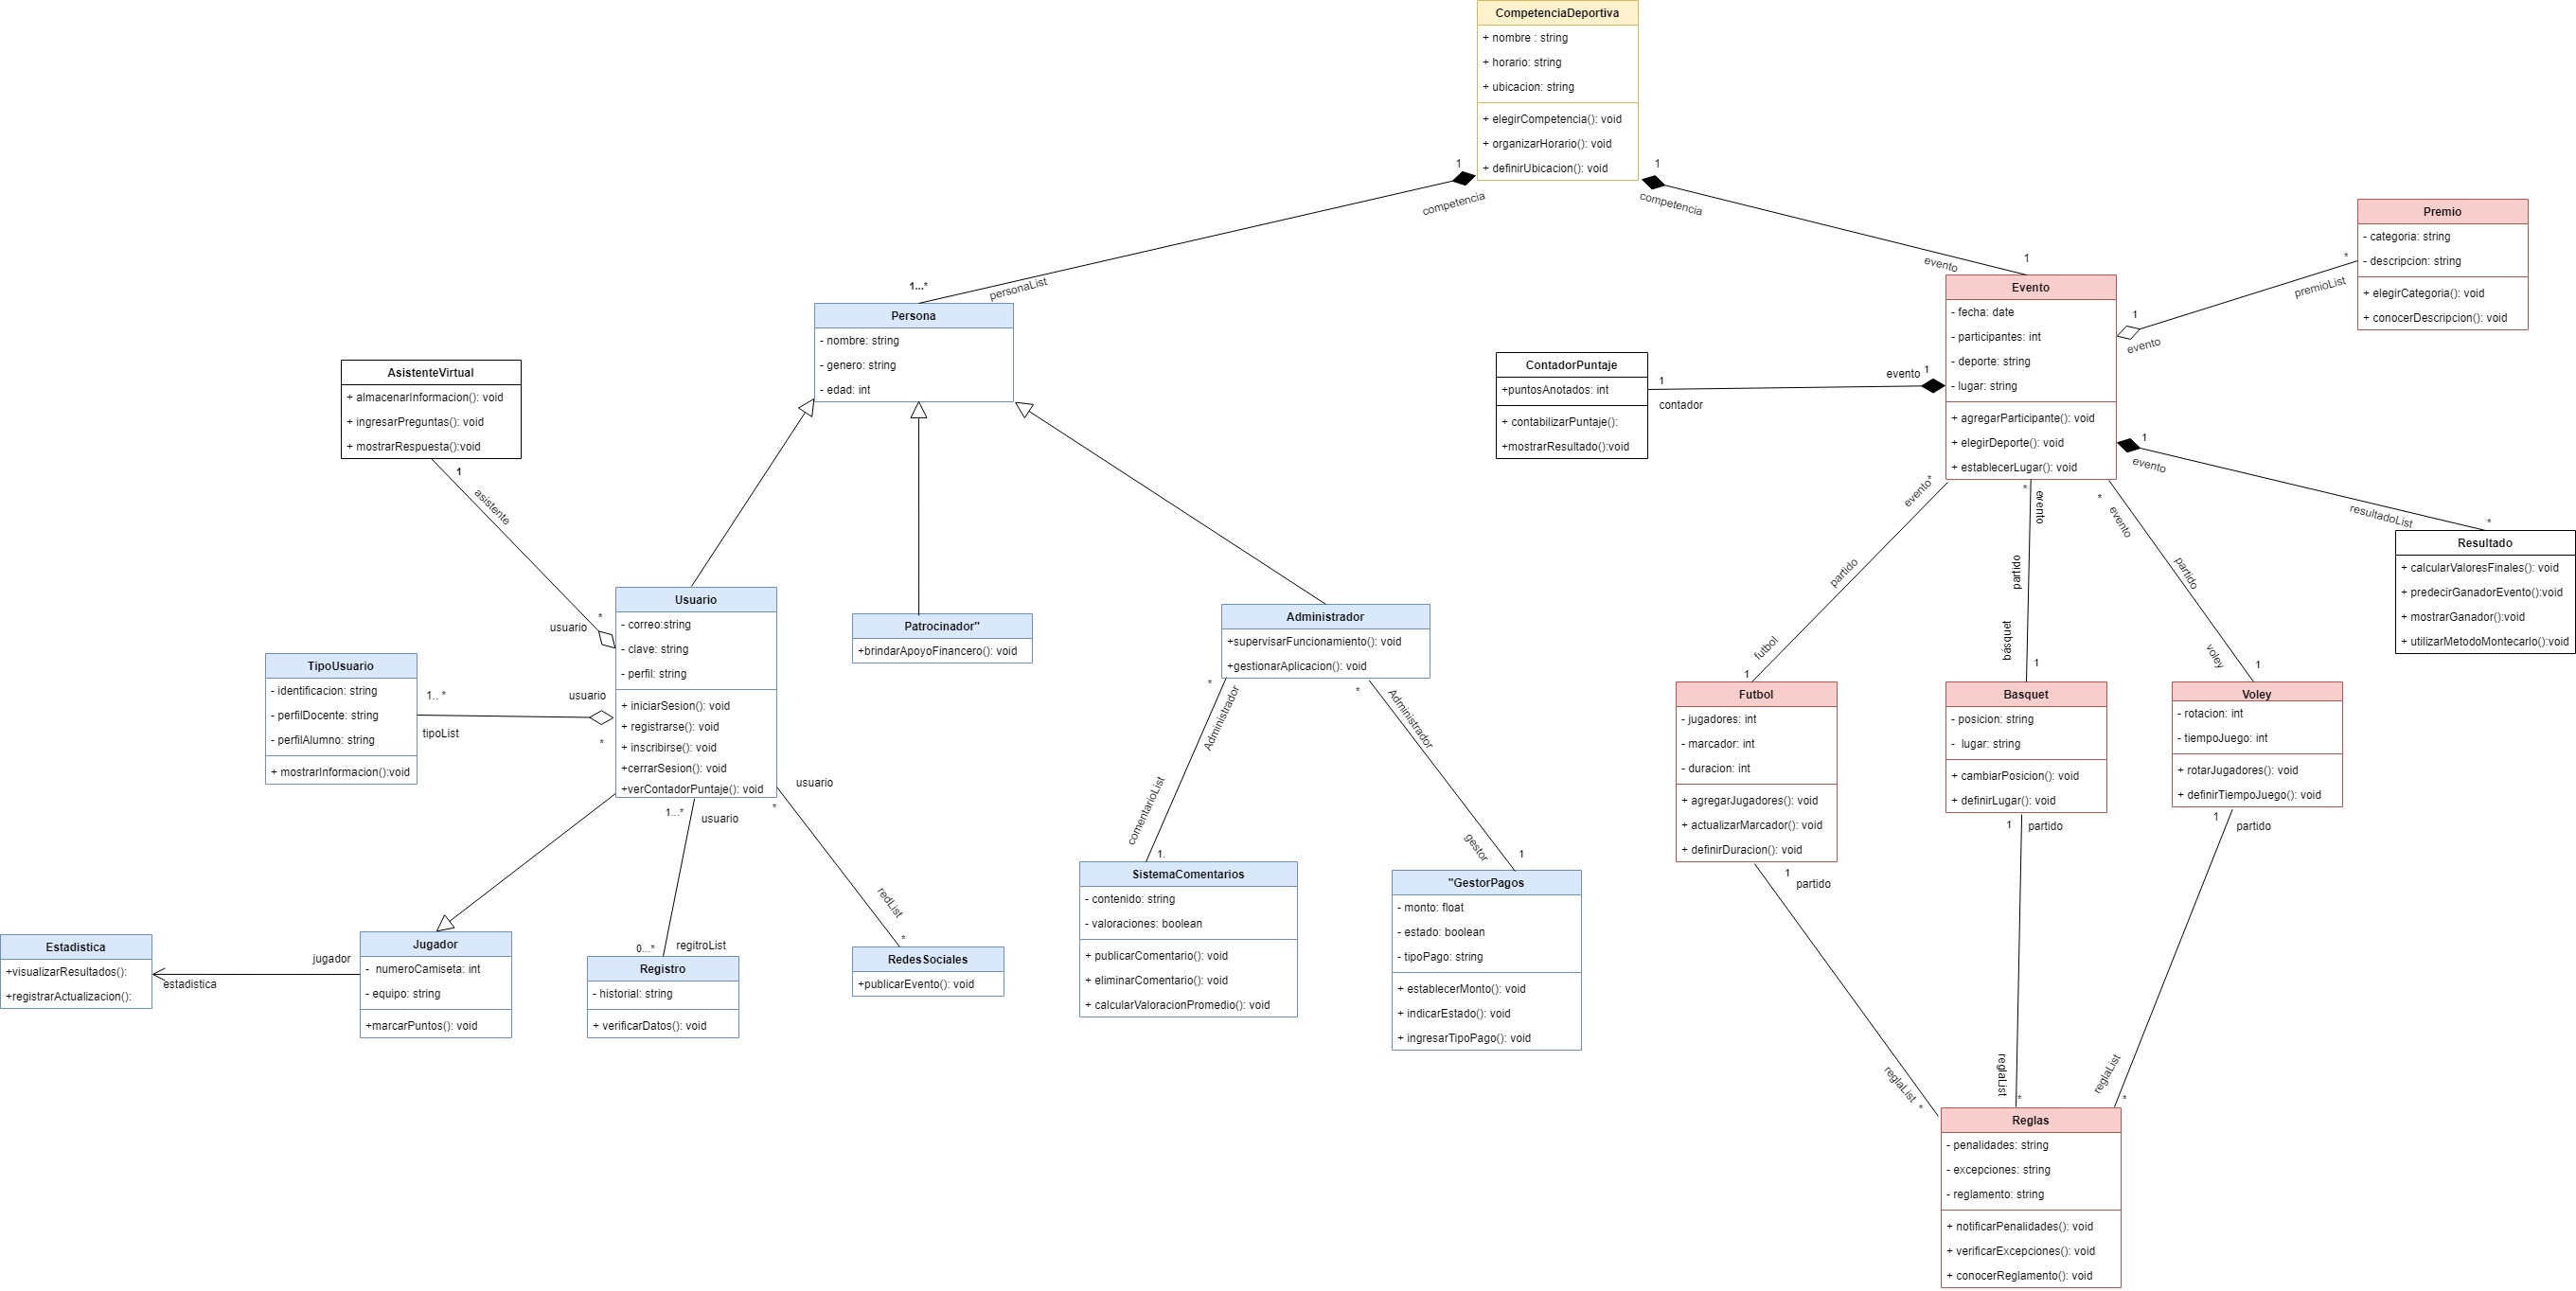 CompetenciaDeportiva
+ nombre : string
+ horario: string
+ ubicacion: string
+ elegirCompetencia(): void
+ organizarHorario(): void
+ definirUbicacion(): void
1
competencia
1
competencia
1...*
personaList
evento
1
Persona
- nombre: string
- genero: string
- edad: int
Evento
- fecha: date
- participantes: int
- deporte: string
- lugar: string
+ agregarParticipante(): void
+ elegirDeporte(): void
+ establecerLugar(): void
Premio
- categoria: string
- descripcion: string
+ elegirCategoria(): void
+ conocerDescripcion(): void
*
premioList
1
evento
ContadorPuntaje
+puntosAnotados: int
+ contabilizarPuntaje():
+mostrarResultado():void
1
contador
evento
1
1
evento
resultadoList
*
Resultado
+ calcularValoresFinales(): void
+ predecirGanadorEvento():void
+ mostrarGanador():void
+ utilizarMetodoMontecarlo():void
AsistenteVirtual
+ almacenarInformacion(): void
+ ingresarPreguntas(): void
+ mostrarRespuesta():void
1
asistente
*
usuario
Usuario
- correo:string
- clave: string
- perfil: string
+ iniciarSesion(): void
+ registrarse(): void
+ inscribirse(): void
+cerrarSesion(): void
+verContadorPuntaje(): void
TipoUsuario
- identificacion: string
- perfilDocente: string
- perfilAlumno: string
+ mostrarInformacion():void
1.. *
tipoList
usuario
*
Patrocinador"
+brindarApoyoFinancero(): void
Administrador
+supervisarFuncionamiento(): void
+gestionarAplicacion(): void
*
Administrador
comentarioList
1.
*
Administrador
gestor
1
evento
*
partido
futbol
1
*
evento
partido
básquet
1
*
evento
partido
voley
1
Futbol
- jugadores: int
- marcador: int
- duracion: int
+ agregarJugadores(): void
+ actualizarMarcador(): void
+ definirDuracion(): void
Basquet
- posicion: string
- lugar: string
+ cambiarPosicion(): void
+ definirLugar(): void
Voley
- rotacion: int
- tiempoJuego: int
+ rotarJugadores(): void
+ definirTiempoJuego(): void
1...*
usuario
0...*
regitroList
usuario
*
redList
*
Estadistica
+visualizarResultados():
+registrarActualizacion():
jugador
estadistica
Jugador
- numeroCamiseta: int
- equipo: string
+marcarPuntos(): void
Registro
- historial: string
+ verificarDatos(): void
RedesSociales
+publicarEvento(): void
SistemaComentarios
- contenido: string
- valoraciones: boolean
+ publicarComentario(): void
+ eliminarComentario(): void
+ calcularValoracionPromedio(): void
"GestorPagos
- monto: float
- estado: boolean
- tipoPago: string
+ establecerMonto(): void
+ indicarEstado(): void
+ ingresarTipoPago(): void
1
partido
reglaList
*
1
partido
reglaList
*
1
partido
reglaList
*
Reglas
- penalidades: string
- excepciones: string
- reglamento: string
+ notificarPenalidades(): void
+ verificarExcepciones(): void
+ conocerReglamento(): void